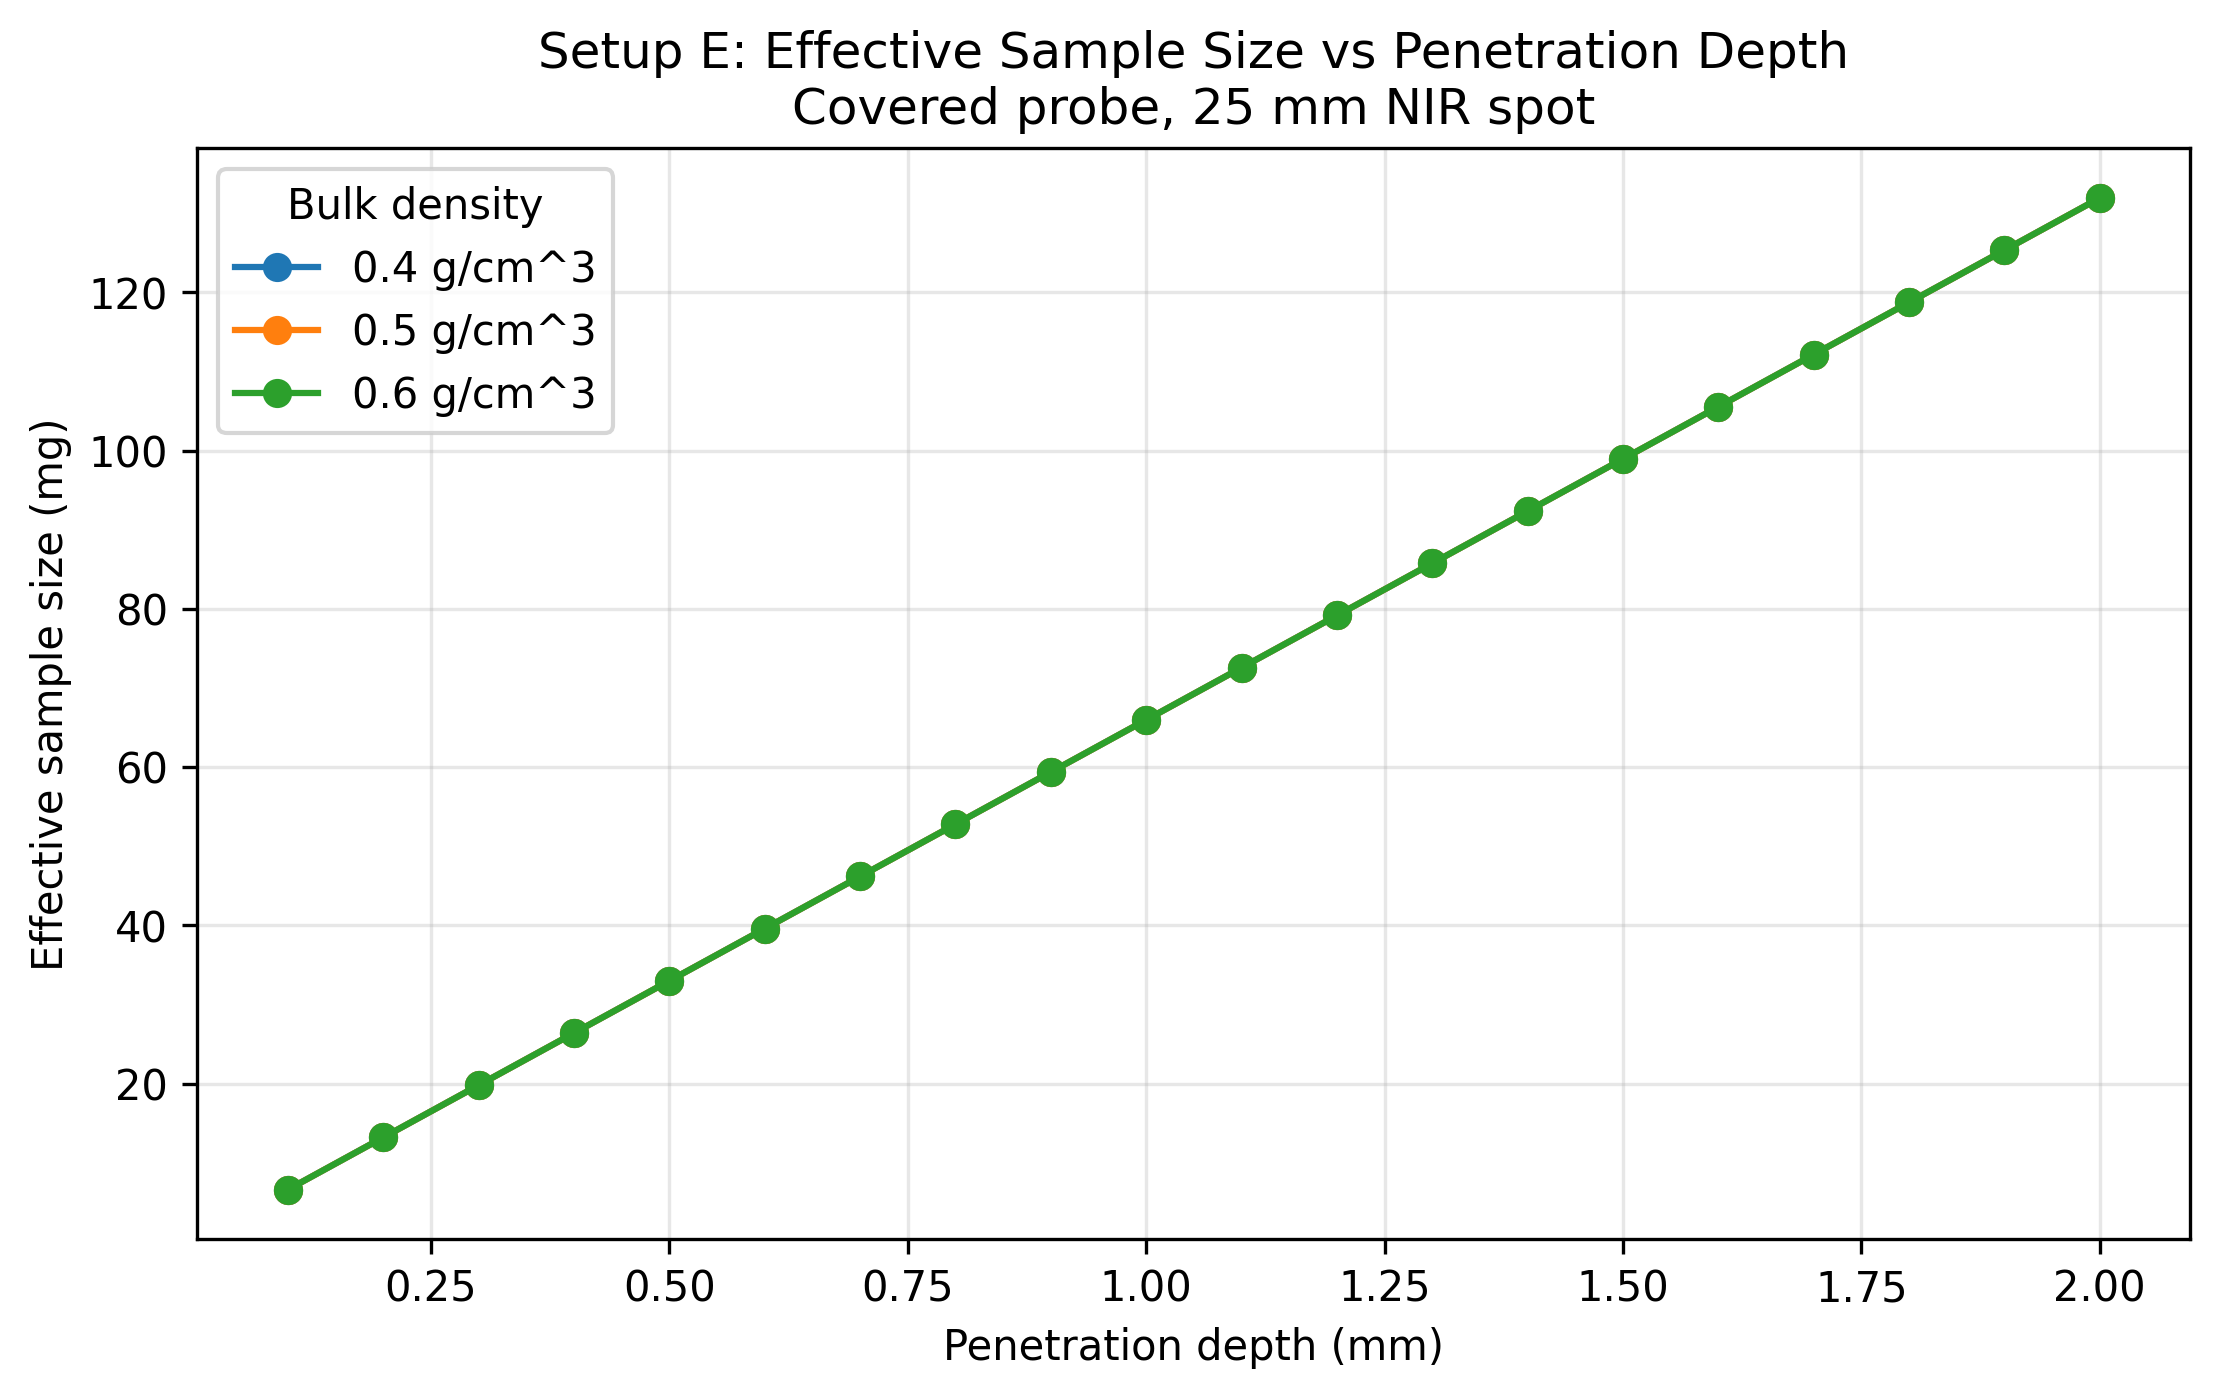 Setup E: Effective Sample Size vs Penetration Depth
Covered probe, 25 mm NIR spot
Bulk density
0.4 g/cm^3
0.5 g/cm^3
0.6 g/cm^3
Effective sample size (mg)
120
100
80
60
40
20
0.25 0.50 0.75 1.00 1.25 1.50 1.75 2.00
Penetration depth (mm)